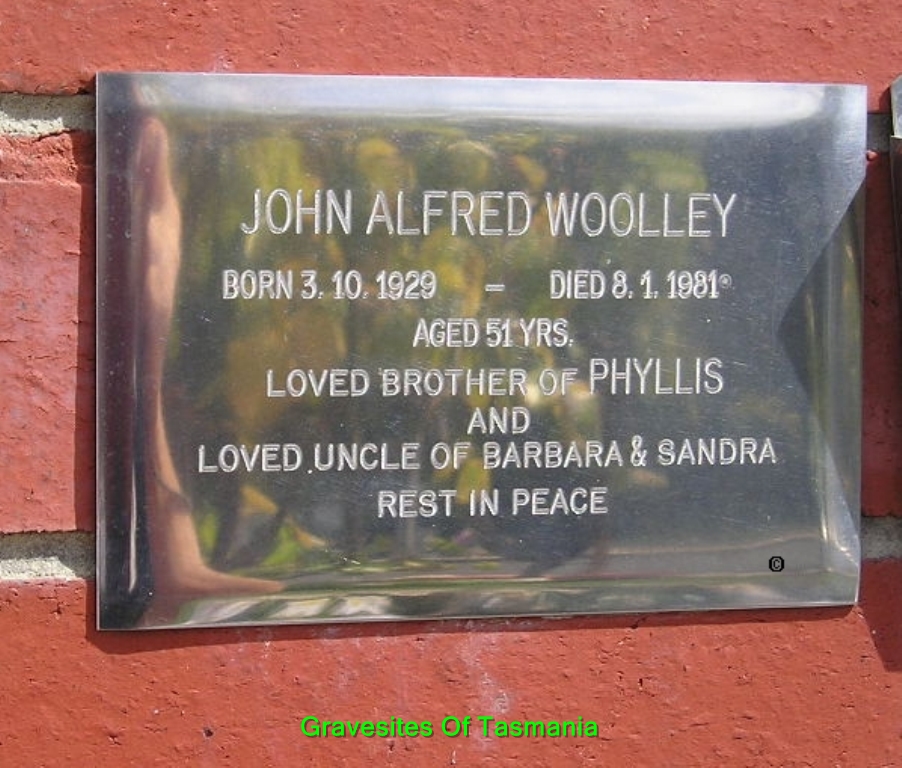 JOHN ALFRED WOOLLEY
BORN 3. 10. 1929 – DIED 8. 1. 1981
AGED 51 YRS.
LOVED BROTHER OF PHYLLIS
AND
LOVED UNCLE OF BARBARA & SANDRA
REST IN PEACE
©
Gravesites Of Tasmania